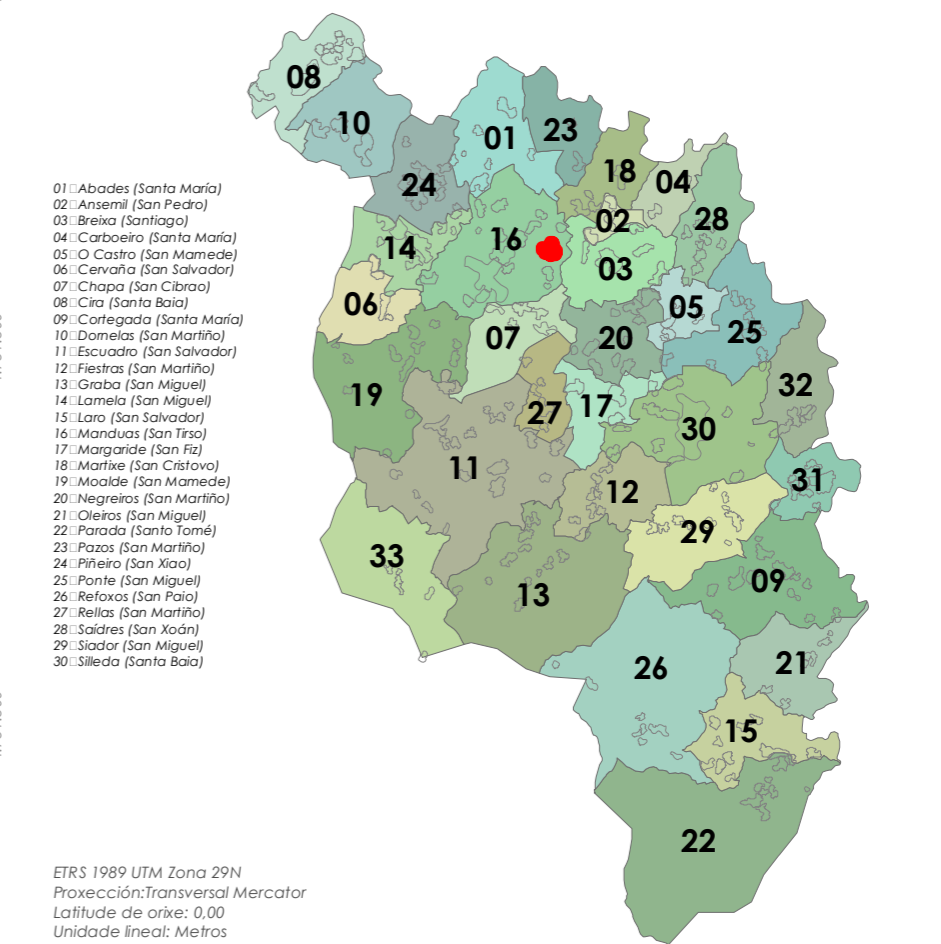 08
10
01
23
18
04
24
02
28
16
14
03
06
05
07
20
25
19
27
17
32
30
11
12
31
29
33
13
09
26
21
15
22
01 Abades (Santa María)
02 Ansemil (San Pedro)
03 Breixa (Santiago)
04 Carboeiro (Santa María)
05 O Castro (San Mamede)
06 Cervaña (San Salvador)
07 Chapa (San Cibrao)
08 Cira (Santa Baia)
09 Cortegada (Santa María)
10 Dornelas (San Martiño)
11 Escuadro (San Salvador)
12 Fiestras (San Martiño)
13 Graba (San Miguel)
14 Lamela (San Miguel)
15 Laro (San Salvador)
16 Manduas (San Tirso)
17 Margaride (San Fiz)
18 Martixe (San Cristovo)
19 Moalde (San Mamede)
20 Negreiros (San Martiño)
21 Oleiros (San Miguel)
22 Parada (Santo Tomé)
23 Pazos (San Martiño)
24 Piñeiro (San Xiao)
25 Ponte (San Miguel)
26 Refoxos (San Paio)
27 Rellas (San Martiño)
28 Saídres (San Xoán)
29 Siador (San Miguel)
30 Silleda (Santa Baia)
ETRS 1989 UTM Zona 29N
Proxección:Transversal Mercator
Latitude de orixe: 0,00
Unidade lineal: Metros